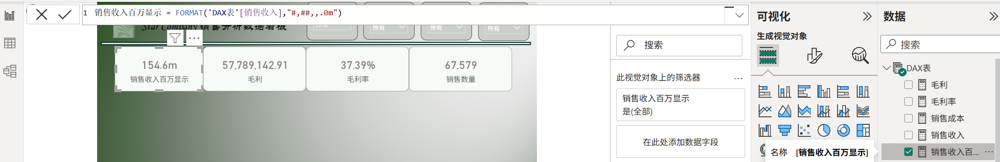 1 销售收入百万显示 = FORMAT('DAX表'[销售收入],"#,##,,.0m")
Star Company 销售分析数据看板
所有
所有
所有
所有
154.6m
销售收入百万显示
57,789,142.91
毛利
37.39%
毛利率
67,579
销售数量
搜索
此视觉对象上的筛选器
...
销售收入百万显示
是(全部)
在此处添加数据字段
可视化
生成视觉对象
名称 [销售收入百万显示]
数据
搜索
DAX表
毛利
毛利率
销售成本
销售收入
销售收入百...